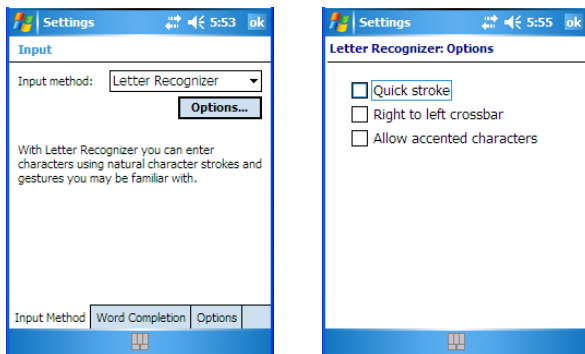 Settings 5:53 ok
Input
Input method: Letter Recognizer
Options...
With Letter Recognizer you can enter
characters using natural character strokes and
gestures you may be familiar with.
Input Method Word Completion Options
Settings 5:55 ok
Letter Recognizer: Options
Quick stroke
Right to left crossbar
Allow accented characters